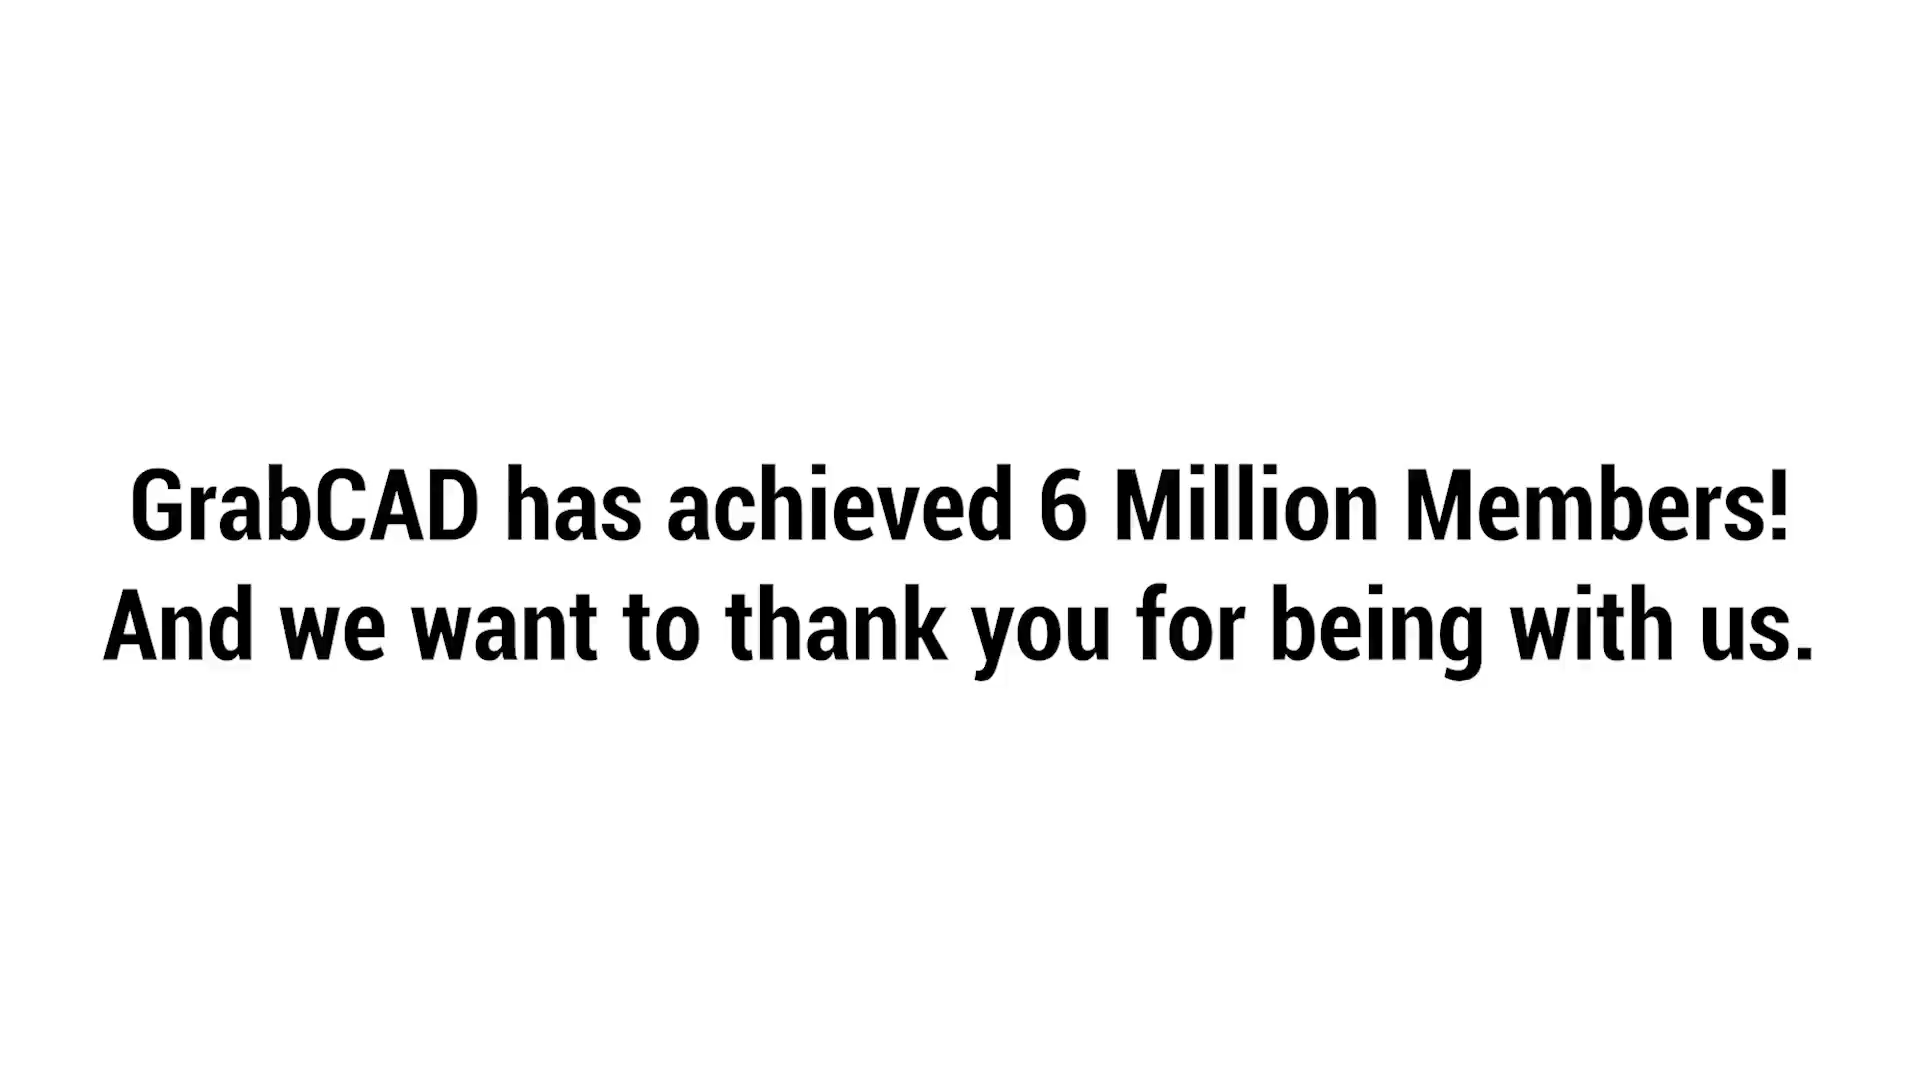 GrabCAD has achieved 6 Million Members!
And we want to thank you for being with us.